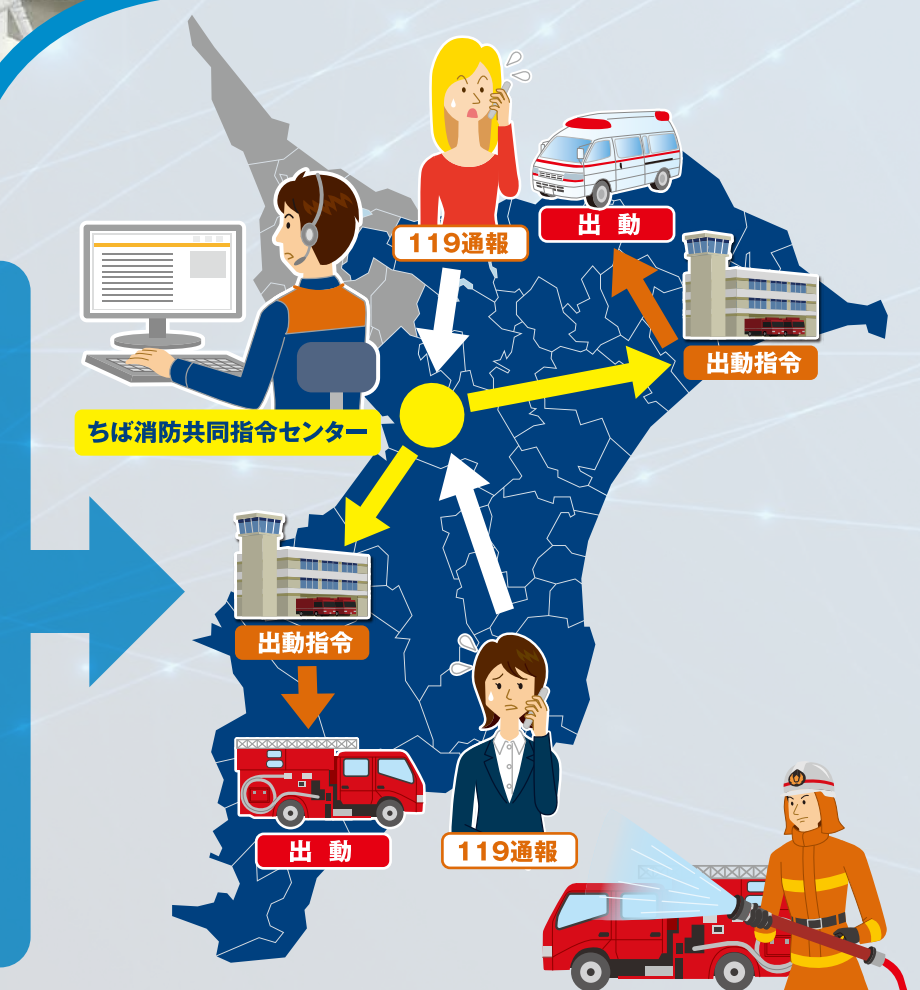 119通報
出 動
出動指令
ちば消防共同指令センター
出動指令
出 動
119通報